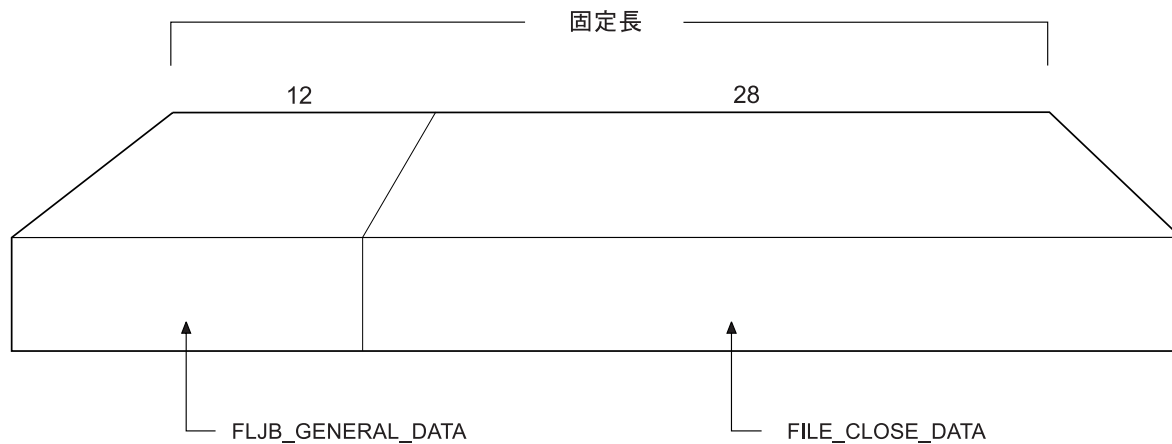 固定長
12 28
FLJB_GENERAL_DATA FILE_CLOSE_DATA